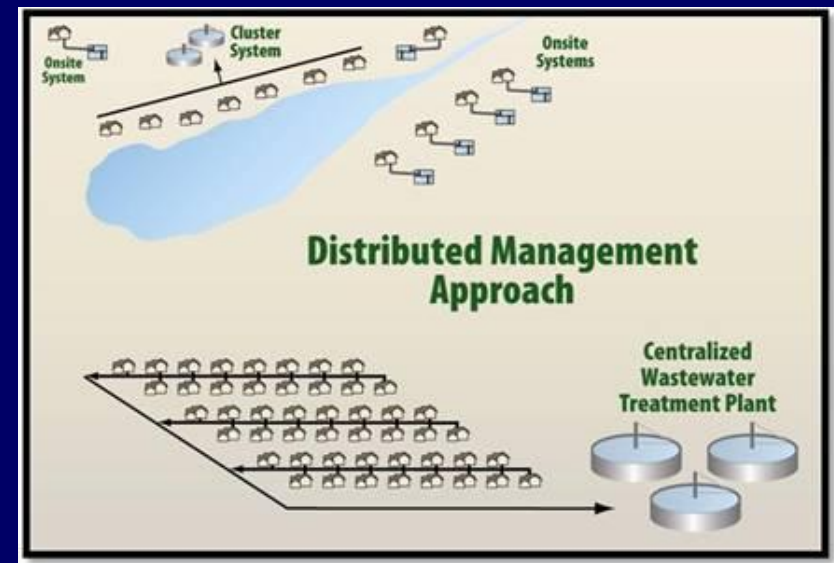 Onsite
System
Cluster
System
Onsite
Systems
Distributed Management
Approach
Centralized
Wastewater
Treatment Plant